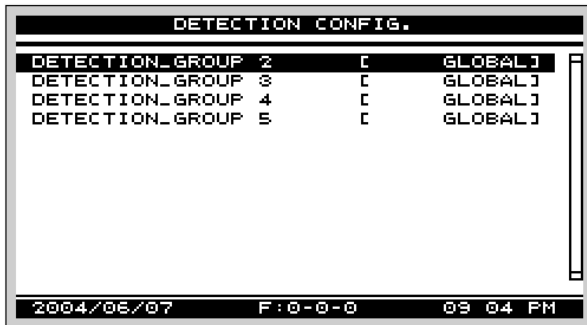 DETECTION CONFIG.
DETECTION_GROUP 2 [ GLOBAL]
DETECTION_GROUP 3 [ GLOBAL]
DETECTION_GROUP 4 [ GLOBAL]
DETECTION_GROUP 5 [ GLOBAL]
2004/06/07 F:0-0-0 09 04 PM